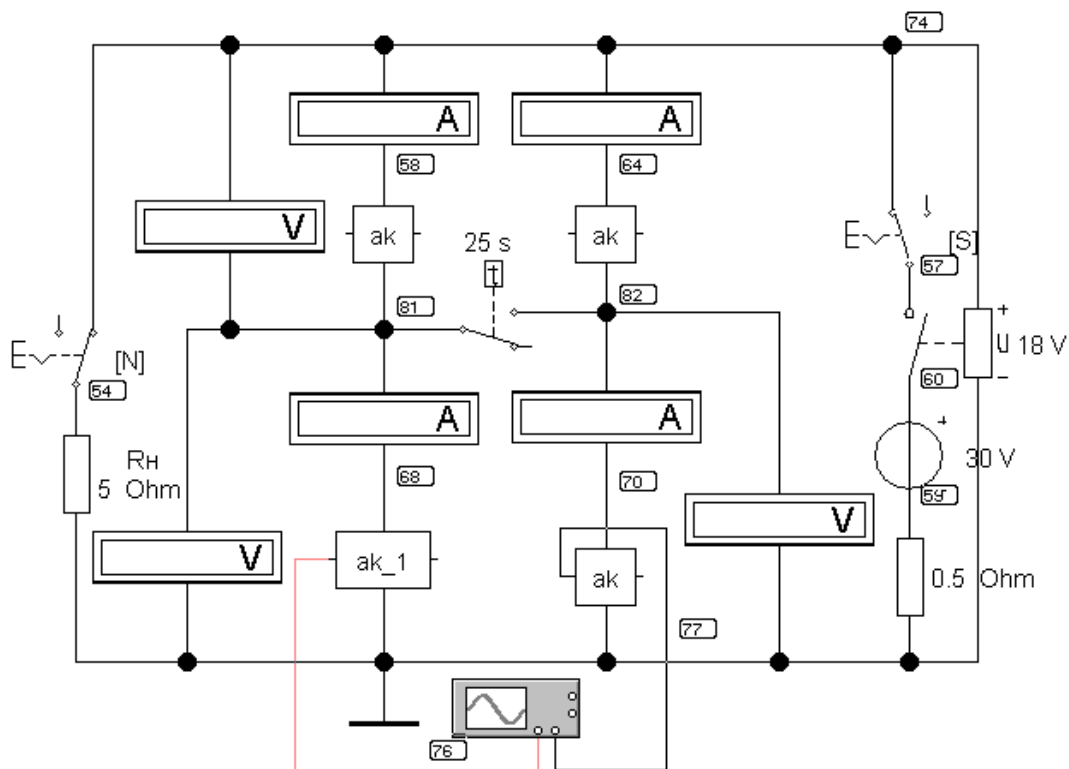 74
A
A
58
64
V
ak
ak
25 s
t
[S]
57
81
82
+
u
18 V
−
[N]
54
60
A
A
Rн
5 Ohm
68
70
+
30 V
59
V
V
ak_1
ak
0.5 Ohm
77
76